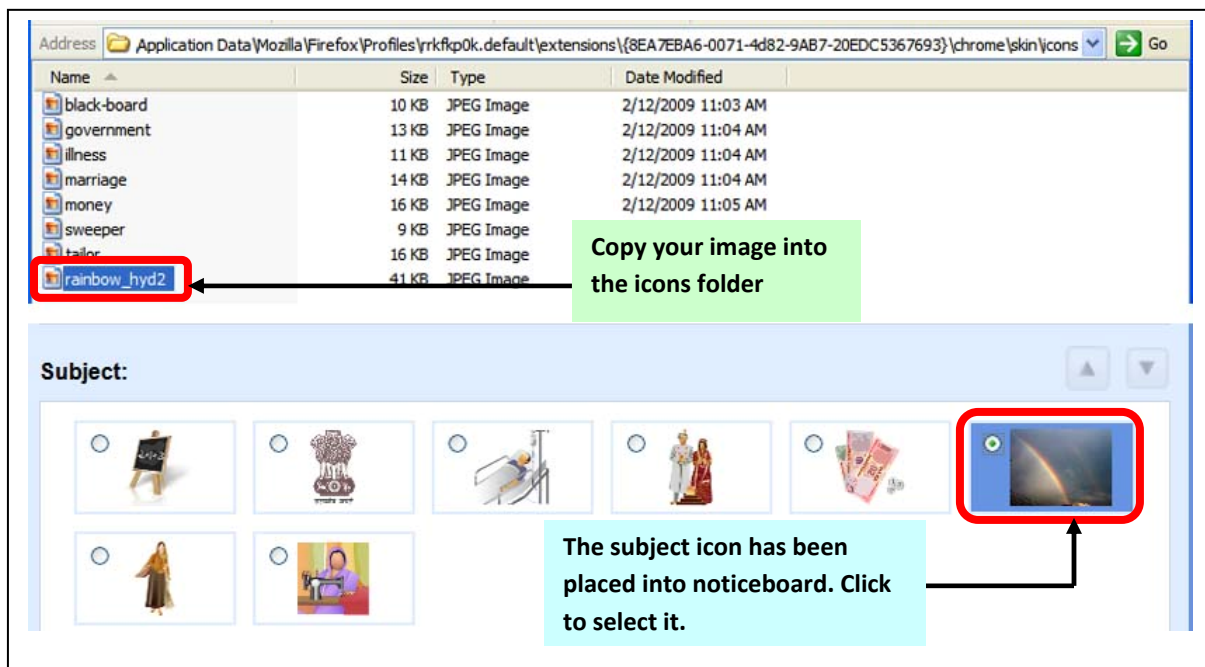 Address Application Data\Mozilla\Firefox\Profiles\rrkfkp0k.default\extensions\{8EA7EBA6-0071-4d82-9AB7-20EDC5367693}\chrome\skin\icons Go
Name Size Type Date Modified
black-board 10 KB JPEG Image 2/12/2009 11:03 AM
government 13 KB JPEG Image 2/12/2009 11:04 AM
illness 11 KB JPEG Image 2/12/2009 11:04 AM
marriage 14 KB JPEG Image 2/12/2009 11:04 AM
money 16 KB JPEG Image 2/12/2009 11:05 AM
sweeper 9 KB JPEG Image
tailor 16 KB JPEG Image
rainbow_hyd2 41 KB JPEG Image
Copy your image into
the icons folder
Subject:
The subject icon has been
placed into noticeboard. Click
to select it.